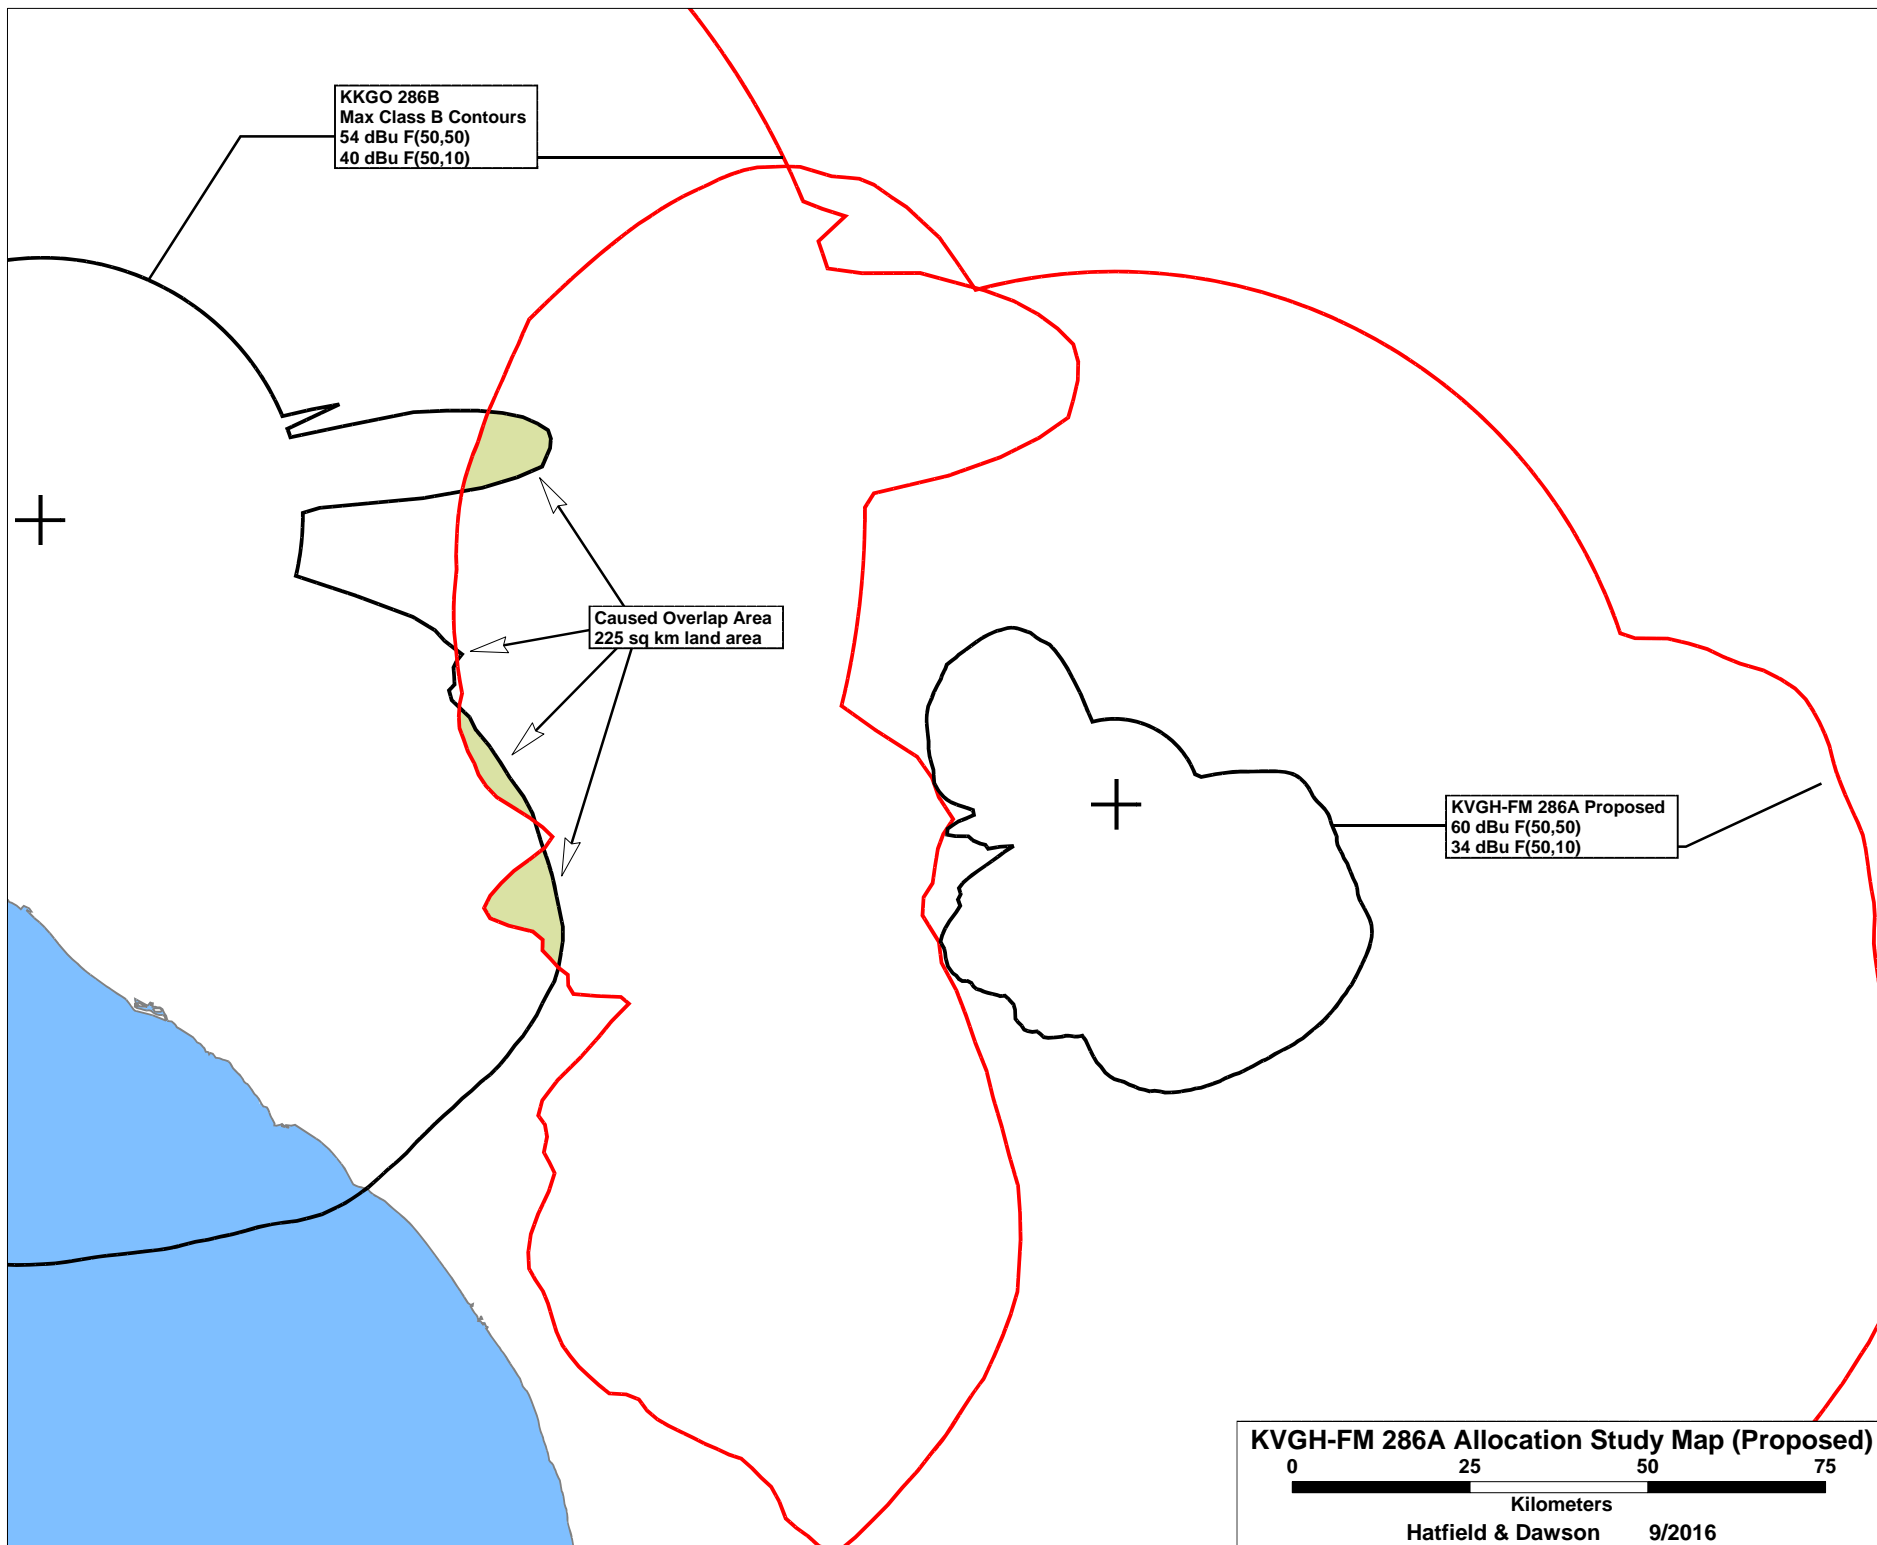 KKGO 286B
Max Class B Contours
54 dBu F(50,50)
40 dBu F(50,10)
Caused Overlap Area
225 sq km land area
KVGH-FM 286A Proposed
60 dBu F(50,50)
34 dBu F(50,10)
KVGH-FM 286A Allocation Study Map (Proposed)
0 25 50 75
Kilometers
Hatfield & Dawson 9/2016